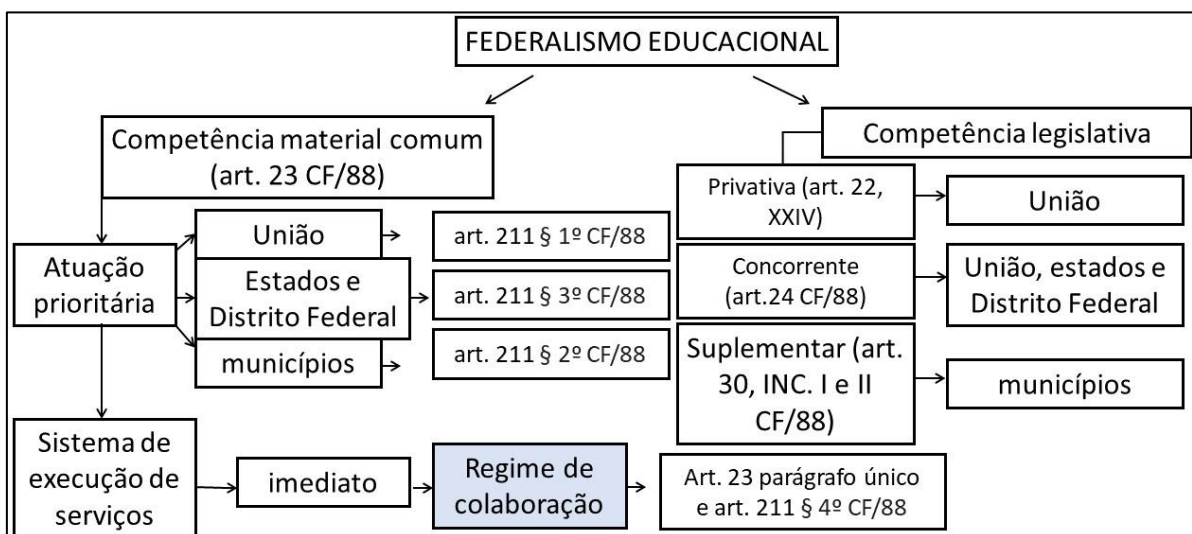 FEDERALISMO EDUCACIONAL
Competência material comum
(art. 23 CF/88)
Atuação
prioritária
União
art. 211 § 1º CF/88
Estados e
Distrito Federal
art. 211 § 3º CF/88
municípios
art. 211 § 2º CF/88
Sistema de
execução de
serviços
imediato
Regime de
colaboração
Art. 23 parágrafo único
e art. 211 § 4º CF/88
Competência legislativa
Privativa (art. 22,
XXIV)
União
Concorrente
(art.24 CF/88)
União, estados e
Distrito Federal
Suplementar (art.
30, INC. I e II
CF/88)
municípios